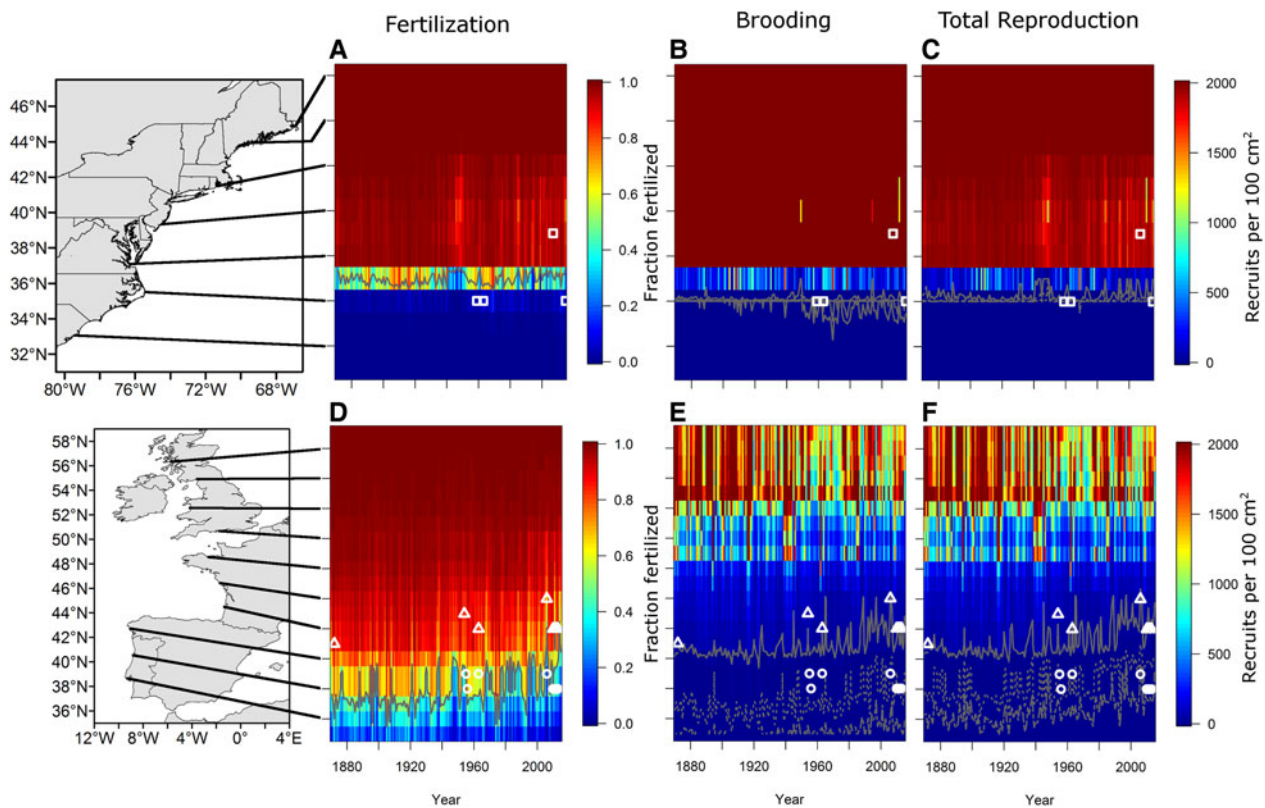 Fertilization
Brooding
Total Reproduction
A
B
C
46°N
44°N
42°N
40°N
38°N
36°N
34°N
32°N
80°W 76°W 72°W 68°W
1.0
0.8
0.6
0.4
0.2
0.0
Fraction fertilized
2000
1500
1000
500
0
Recruits per 100 cm²
D
E
F
58°N
56°N
54°N
52°N
50°N
48°N
46°N
44°N
42°N
40°N
38°N
36°N
12°W 8°W 4°W 0° 4°E
1.0
0.8
0.6
0.4
0.2
0.0
Fraction fertilized
2000
1500
1000
500
0
Recruits per 100 cm²
1880 1920 1960 2000
1880 1920 1960 2000
1880 1920 1960 2000
Year
Year
Year